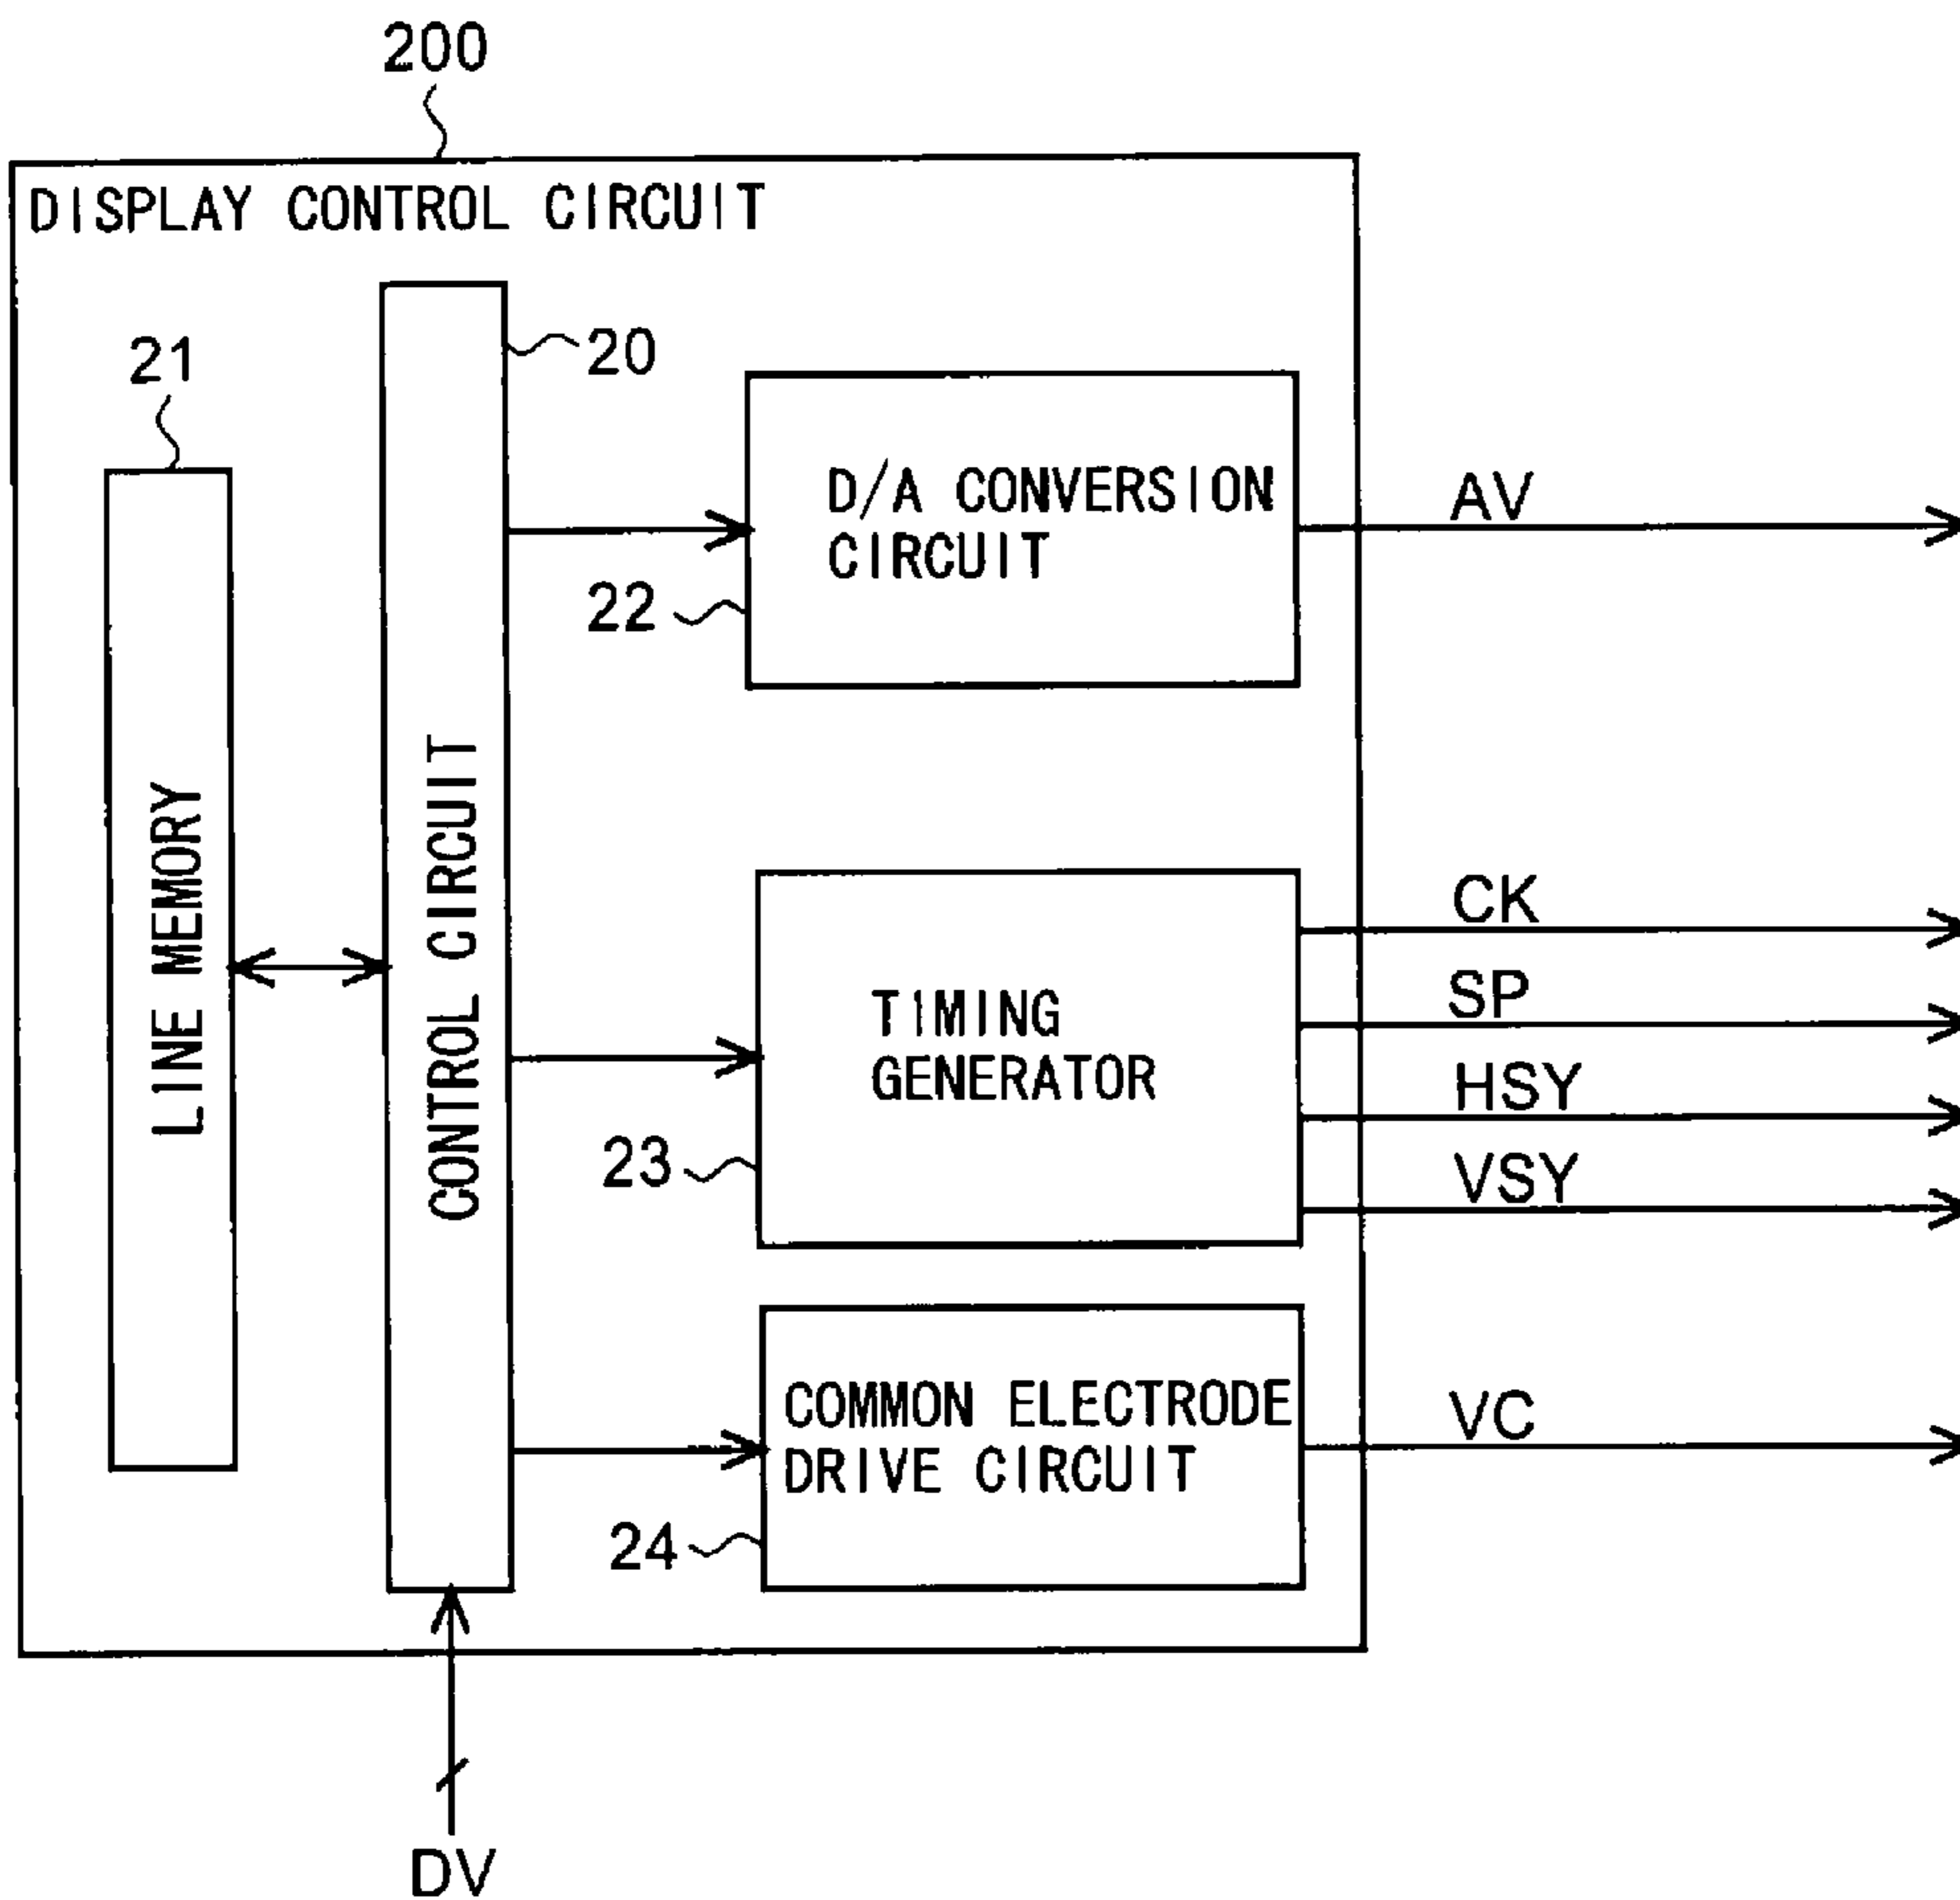 200
DISPLAY CONTROL CIRCUIT
21
20
LINE MEMORY
CONTROL CIRCUIT
D/A CONVERSION
CIRCUIT
22
AV
TIMING
GENERATOR
23
CK
SP
HSY
VSY
COMMON ELECTRODE
DRIVE CIRCUIT
24
VC
DV